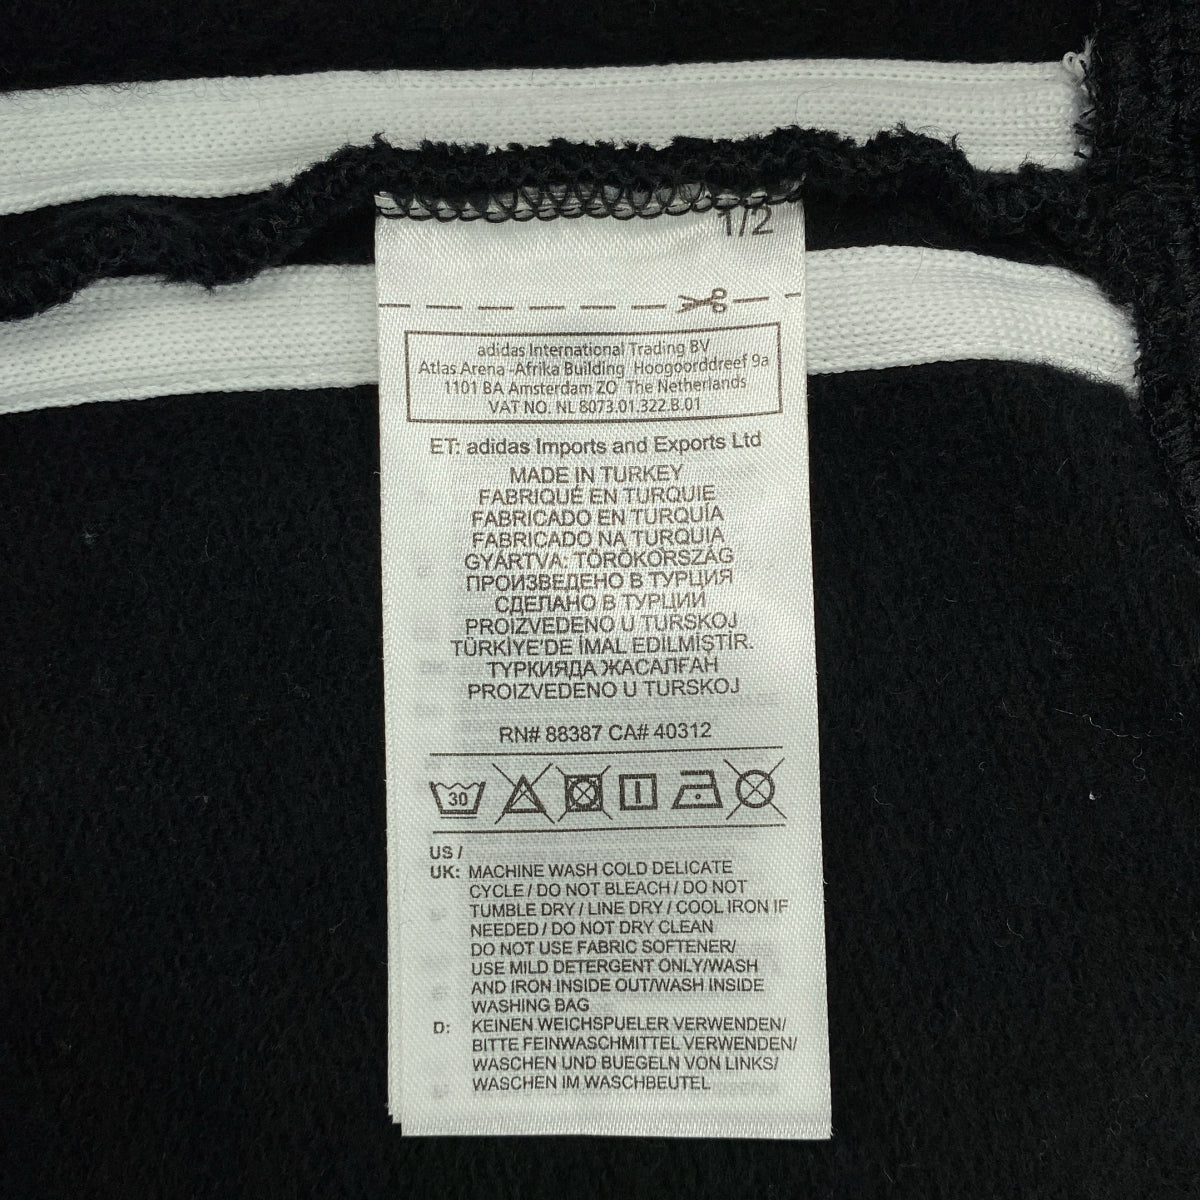 1/2
adidas International Trading BV
Atlas Arena -Afrika Building Hoogoorddreef 9a
1101 BA Amsterdam ZO The Netherlands
VAT NO. NL 8073.01.322.B.01
ET: adidas Imports and Exports Ltd
MADE IN TURKEY
FABRIQUÉ EN TURQUIE
FABRICADO EN TURQUÍA
FABRICADO NA TURQUIA
GYÁRTVA: TÖRÖKORSZÁG
ПРОИЗВЕДЕНО В ТУРЦИЯ
СДЕЛАНО В ТУРЦИИ
PROIZVEDENO U TURSKOJ
TÜRKİYE'DE İMAL EDİLMİŞTİR.
ТУРКИЯДА ЖАСАЛҒАН
PROIZVEDENO U TURSKOJ
RN# 88387 CA# 40312
30
US /
UK: MACHINE WASH COLD DELICATE
CYCLE / DO NOT BLEACH / DO NOT
TUMBLE DRY / LINE DRY / COOL IRON IF
NEEDED / DO NOT DRY CLEAN
DO NOT USE FABRIC SOFTENER/
USE MILD DETERGENT ONLY/WASH
AND IRON INSIDE OUT/WASH INSIDE
WASHING BAG
D: KEINEN WEICHSPUELER VERWENDEN/
BITTE FEINWASCHMITTEL VERWENDEN/
WASCHEN UND BUEGELN VON LINKS/
WASCHEN IM WASCHBEUTEL